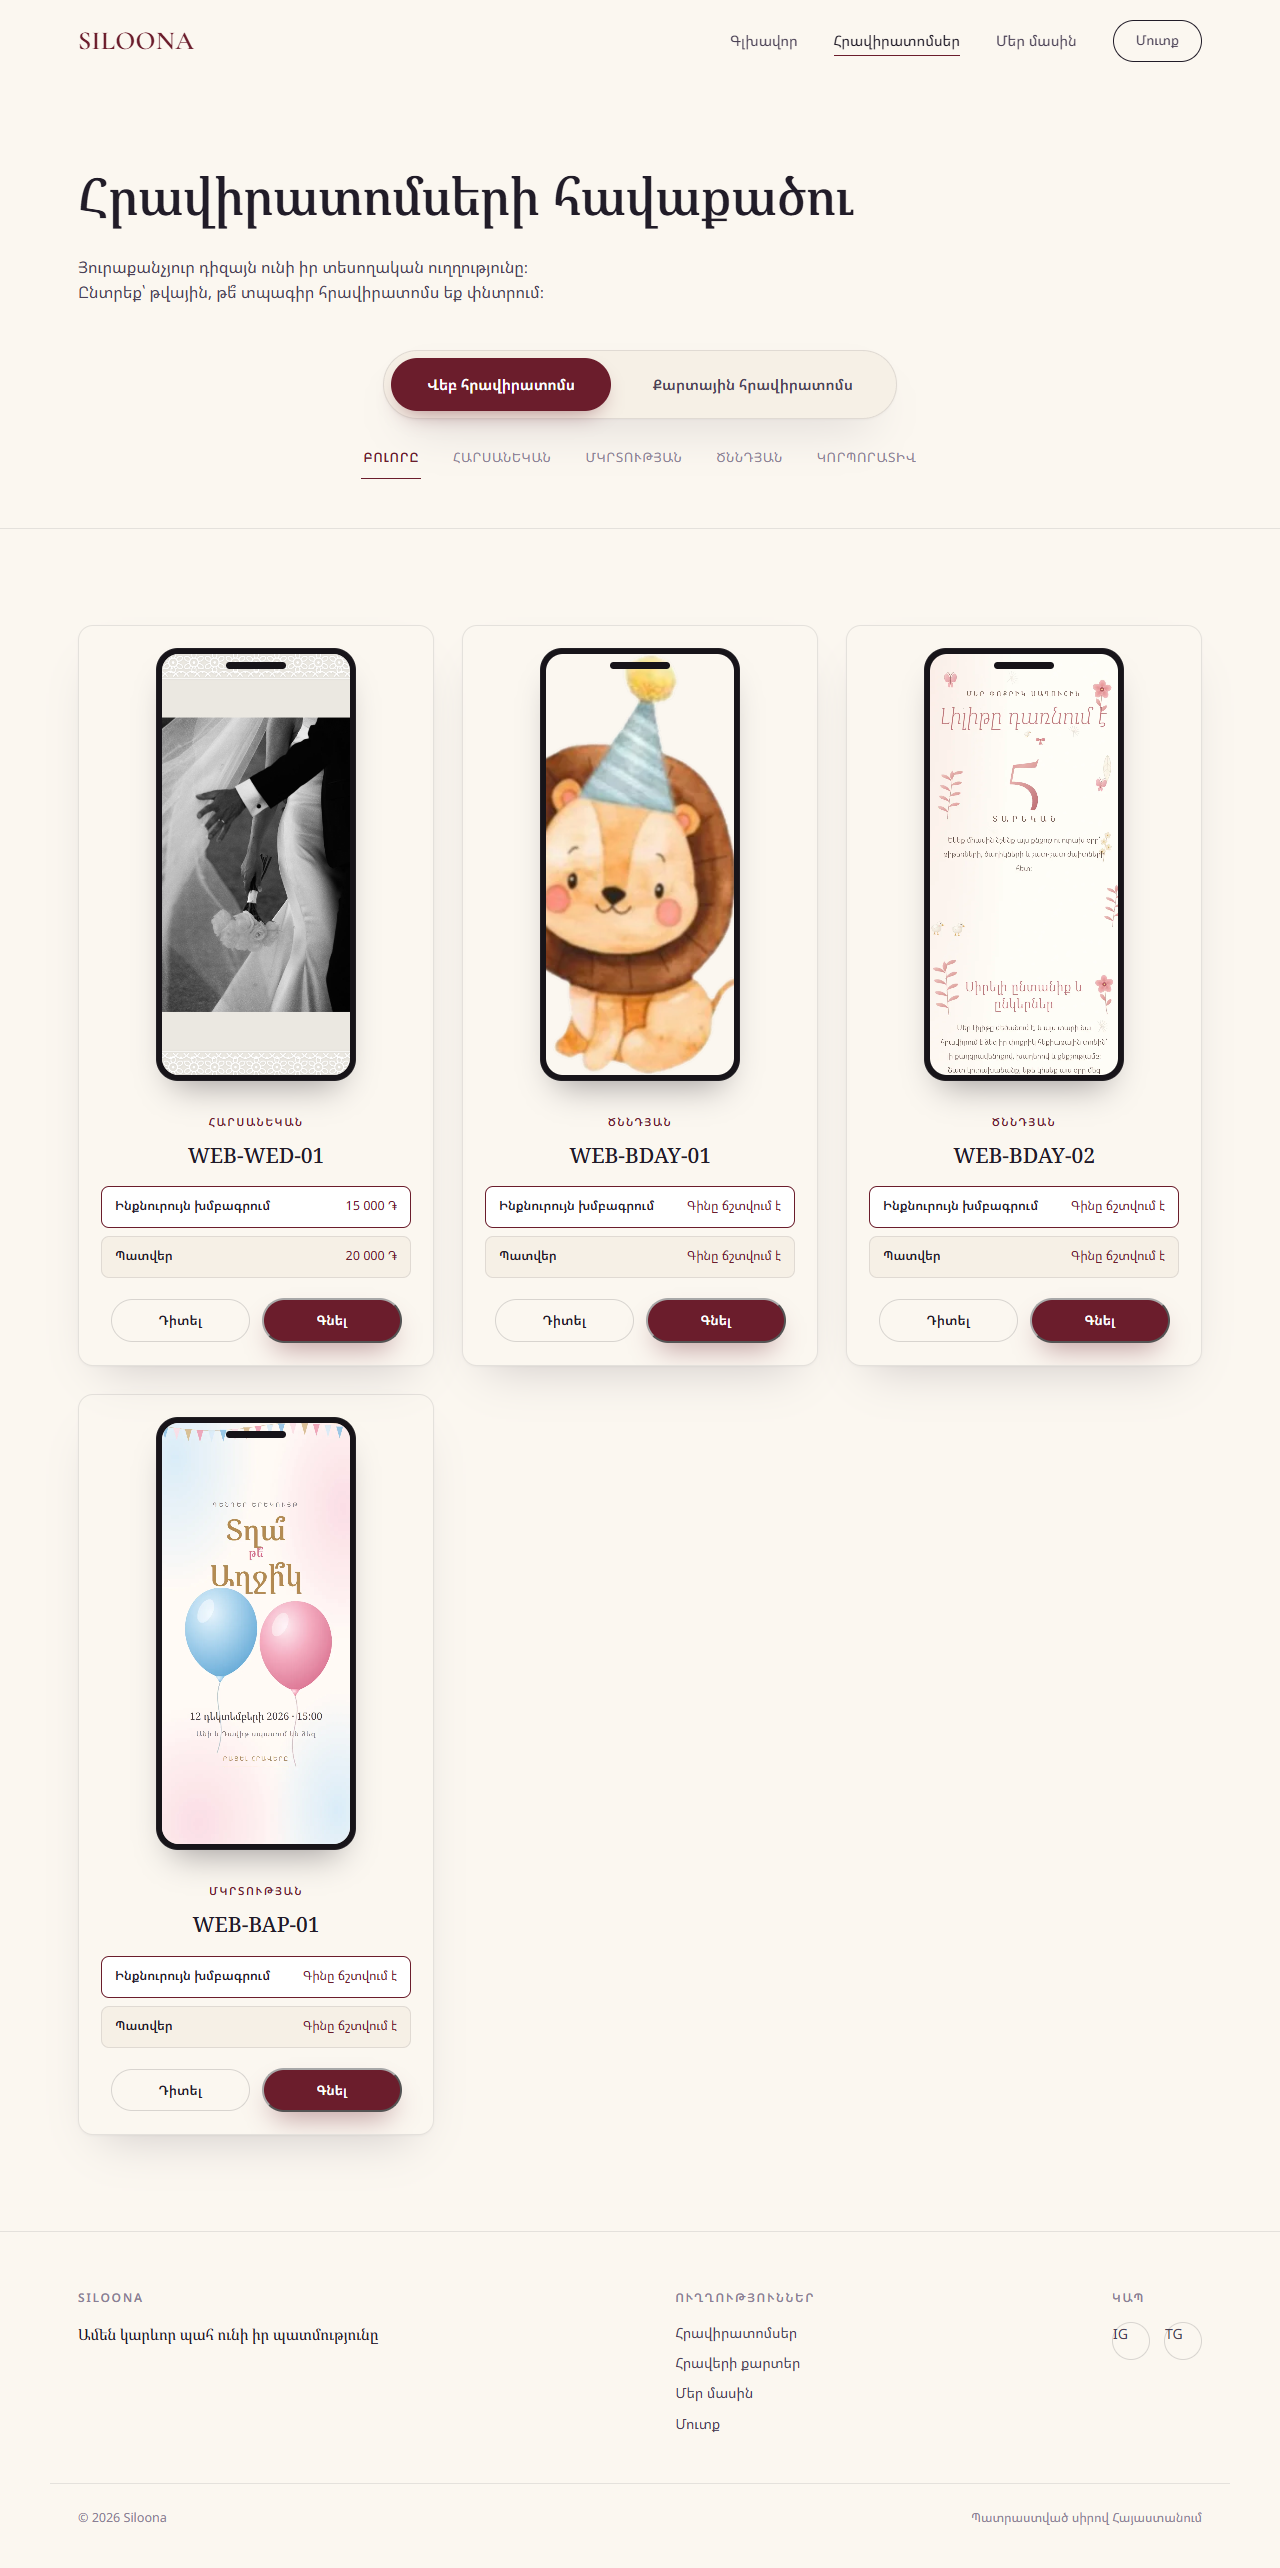 SILOONA
Գլխավոր
Հրավիրատոմսեր
Մեր մասին
Մուտք
Հրավիրատոմսերի հավաքածու
Յուրաքանչյուր դիզայն ունի իր տեսողական ուղղությունը:
Ընտրեք՝ թվային, թե՞ տպագիր հրավիրատոմս եք փնտրում:
Վեբ հրավիրատոմս
Քարտային հրավիրատոմս
ԲՈԼՈՐԸ
ՀԱՐՍԱՆԵԿԱՆ
ՄԿՐՏՈՒԹՅԱՆ
ԾՆՆԴՅԱՆ
ԿՈՐՊՈՐԱՏԻՎ
Լիլիթը դառնում է
5
ՏԱՐԵԿԱՆ
Սիրելի ընտանիք և
ընկերներ
ՀԱՐՍԱՆԵԿԱՆ
WEB-WED-01
Ինքնուրույն խմբագրում
15 000 ֏
Պատվեր
20 000 ֏
Դիտել
Գնել
ԾՆՆԴՅԱՆ
WEB-BDAY-01
Ինքնուրույն խմբագրում
Գինը ճշտվում է
Պատվեր
Գինը ճշտվում է
Դիտել
Գնել
ԾՆՆԴՅԱՆ
WEB-BDAY-02
Ինքնուրույն խմբագրում
Գինը ճշտվում է
Պատվեր
Գինը ճշտվում է
Դիտել
Գնել
ԳԵՆԴԵՐ ԵՐԵԿՈՒՅԹ
Տղա՞
թե՞
Աղջի՞կ
12 դեկտեմբերի 2026 · 15:00
ՄԿՐՏՈՒԹՅԱՆ
WEB-BAP-01
Ինքնուրույն խմբագրում
Գինը ճշտվում է
Պատվեր
Գինը ճշտվում է
Դիտել
Գնել
SILOONA
Ամեն կարևոր պահ ունի իր պատմությունը
ՈՒՂՂՈՒԹՅՈՒՆՆԵՐ
Հրավիրատոմսեր
Հրավերի քարտեր
Մեր մասին
Մուտք
ԿԱՊ
IG
TG
© 2026 Siloona
Պատրաստված սիրով Հայաստանում